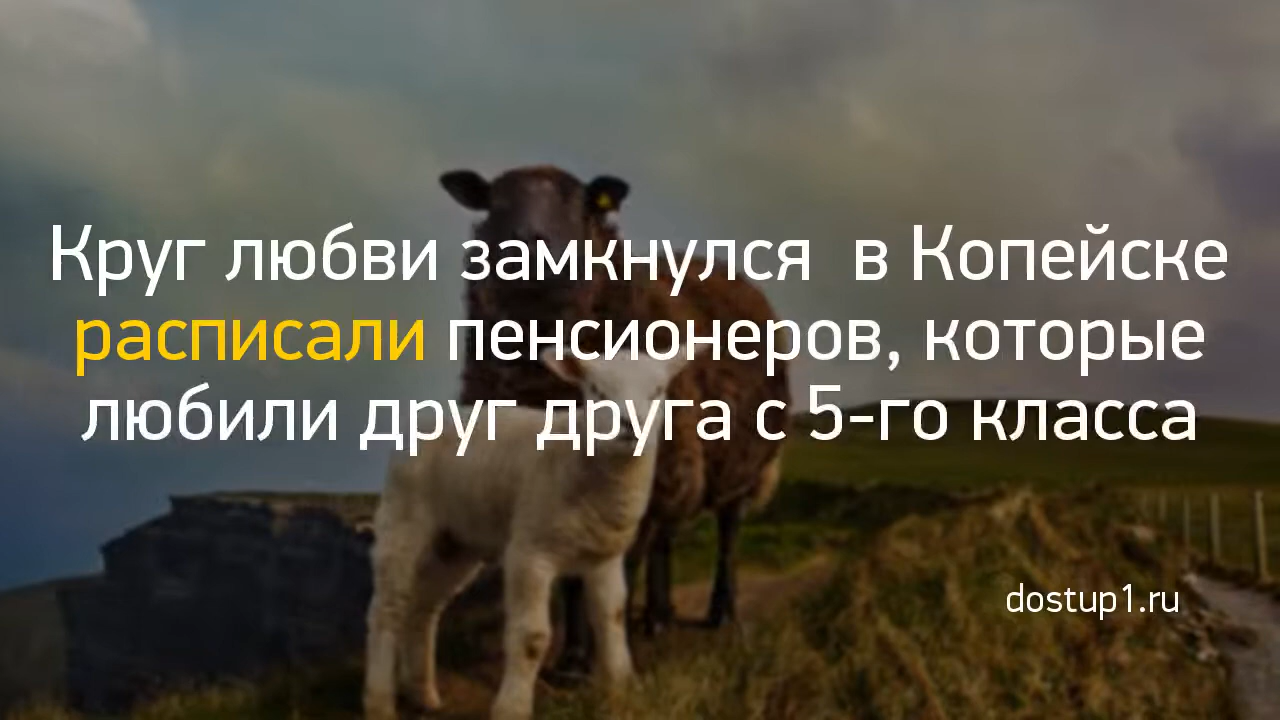 Круг любви замкнулся  в Копейске
расписали пенсионеров, которые
любили друг друга с 5-го класса
dostup1.ru